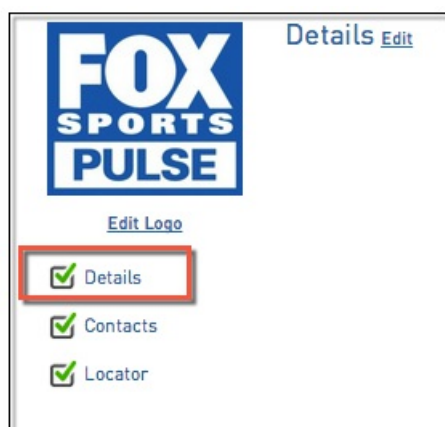 FOX
SPORTS
PULSE
Details Edit
Edit Logo
Details
Contacts
Locator